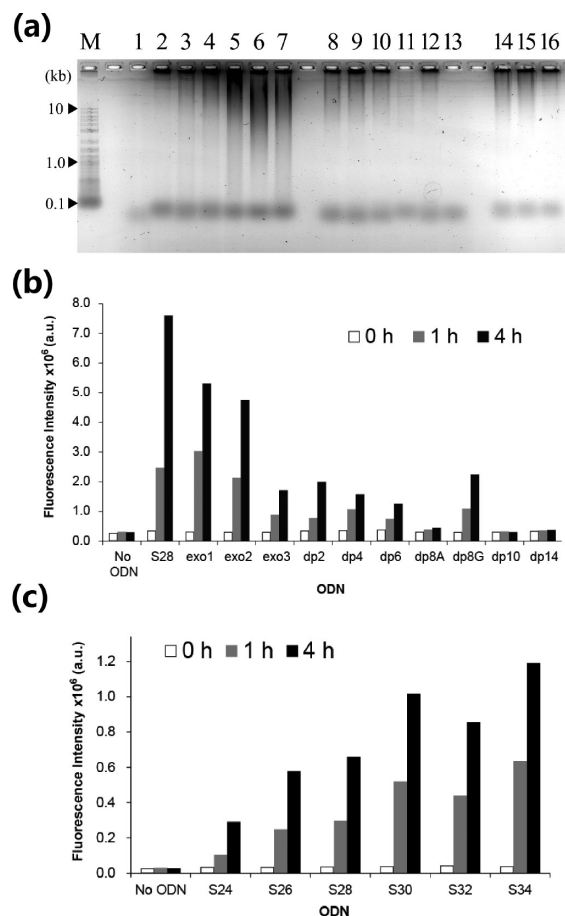 (a)
M 1 2 3 4 5 6 7 8 9 10 11 12 13 14 15 16
(kb)
10
1.0
0.1
(b)
Fluorescence Intensity x10⁶ (a.u.)
8.0
7.0
6.0
5.0
4.0
3.0
2.0
1.0
0.0
0 h 1 h 4 h
No ODN S28 exo1 exo2 exo3 dp2 dp4 dp6 dp8A dp8G dp10 dp14
ODN
(c)
Fluorescence Intensity x10⁶ (a.u.)
1.2
1.0
0.8
0.6
0.4
0.2
0.0
0 h 1 h 4 h
No ODN S24 S26 S28 S30 S32 S34
ODN